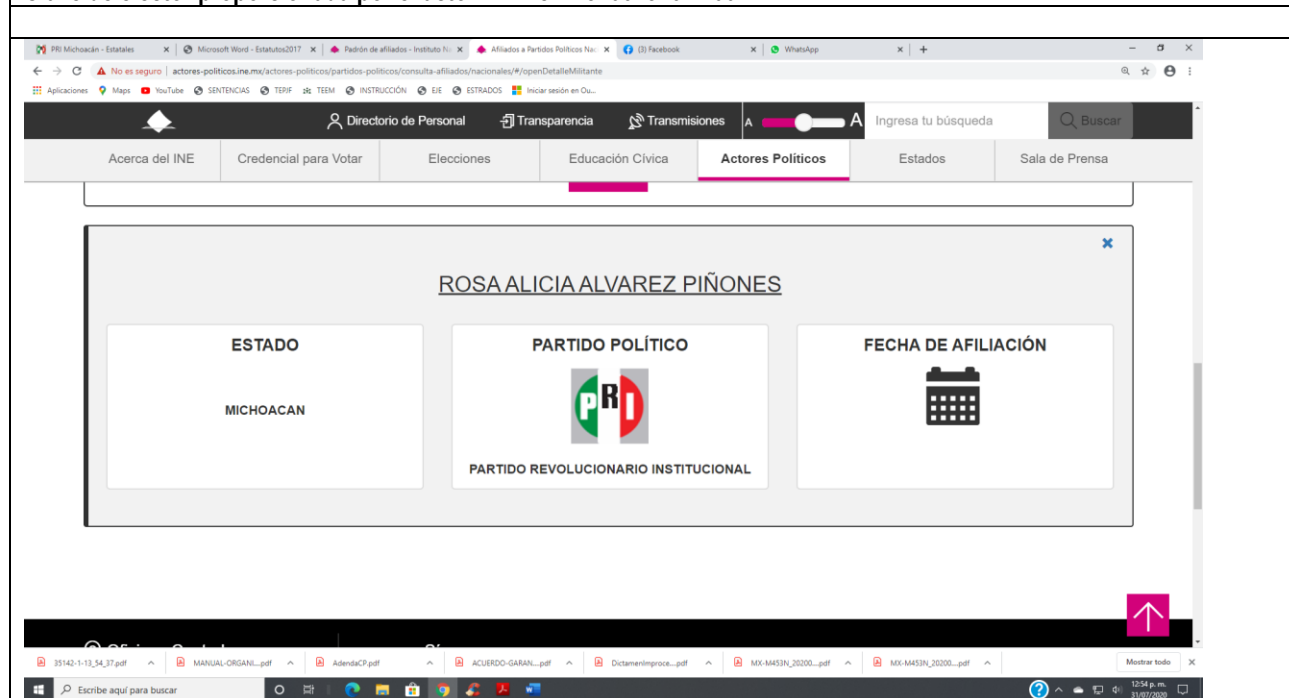 PRI Michoacán - Estatales
Microsoft Word - Estatutos2017
Padrón de afiliados - Instituto Na
Afiliados a Partidos Políticos Nac
(3) Facebook
WhatsApp
No es seguro | actores-politicos.ine.mx/actores-politicos/partidos-politicos/consulta-afiliados/nacionales/#/openDetalleMilitante
Aplicaciones Maps YouTube SENTENCIAS TEPJF TEEM INSTRUCCIÓN EJE ESTRADOS Iniciar sesión en Ou...
Directorio de Personal Transparencia Transmisiones A A Ingresa tu búsqueda Buscar
Acerca del INE Credencial para Votar Elecciones Educación Cívica Actores Políticos Estados Sala de Prensa
ROSA ALICIA ALVAREZ PIÑONES
ESTADO
MICHOACAN
PARTIDO POLÍTICO
PRI
PARTIDO REVOLUCIONARIO INSTITUCIONAL
FECHA DE AFILIACIÓN
35142-1-13_54_37.pdf MANUAL-ORGANI....pdf AdendaCP.pdf ACUERDO-GARAN....pdf DictamenImproce....pdf MX-M453N_20200....pdf MX-M453N_20200....pdf Mostrar todo
Escribe aquí para buscar
12:54 p. m.
31/07/2020